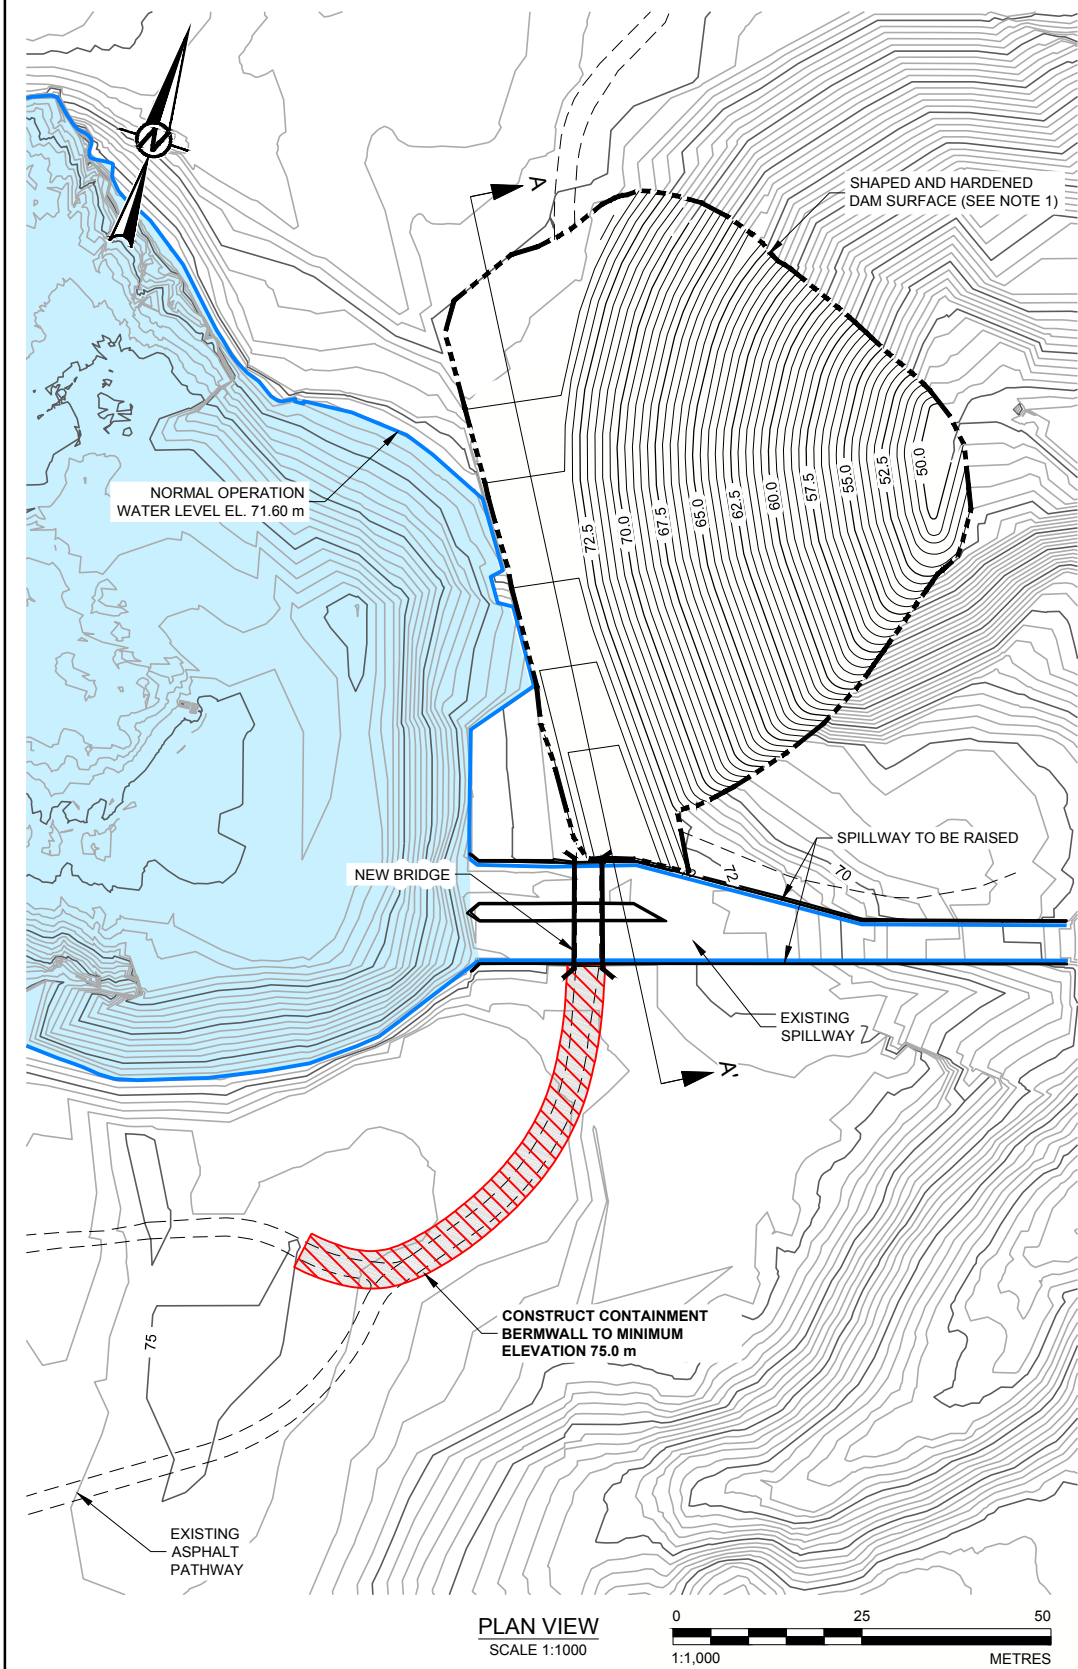 N
A
SHAPED AND HARDENED
DAM SURFACE (SEE NOTE 1)
NORMAL OPERATION
WATER LEVEL EL. 71.60 m
72.5
70.0
67.5
65.0
62.5
60.0
57.5
55.0
52.5
50.0
SPILLWAY TO BE RAISED
NEW BRIDGE
72
70
EXISTING
SPILLWAY
A'
CONSTRUCT CONTAINMENT
BERMWALL TO MINIMUM
ELEVATION 75.0 m
75
EXISTING
ASPHALT
PATHWAY
PLAN VIEW
SCALE 1:1000
0 25 50
1:1,000 METRES